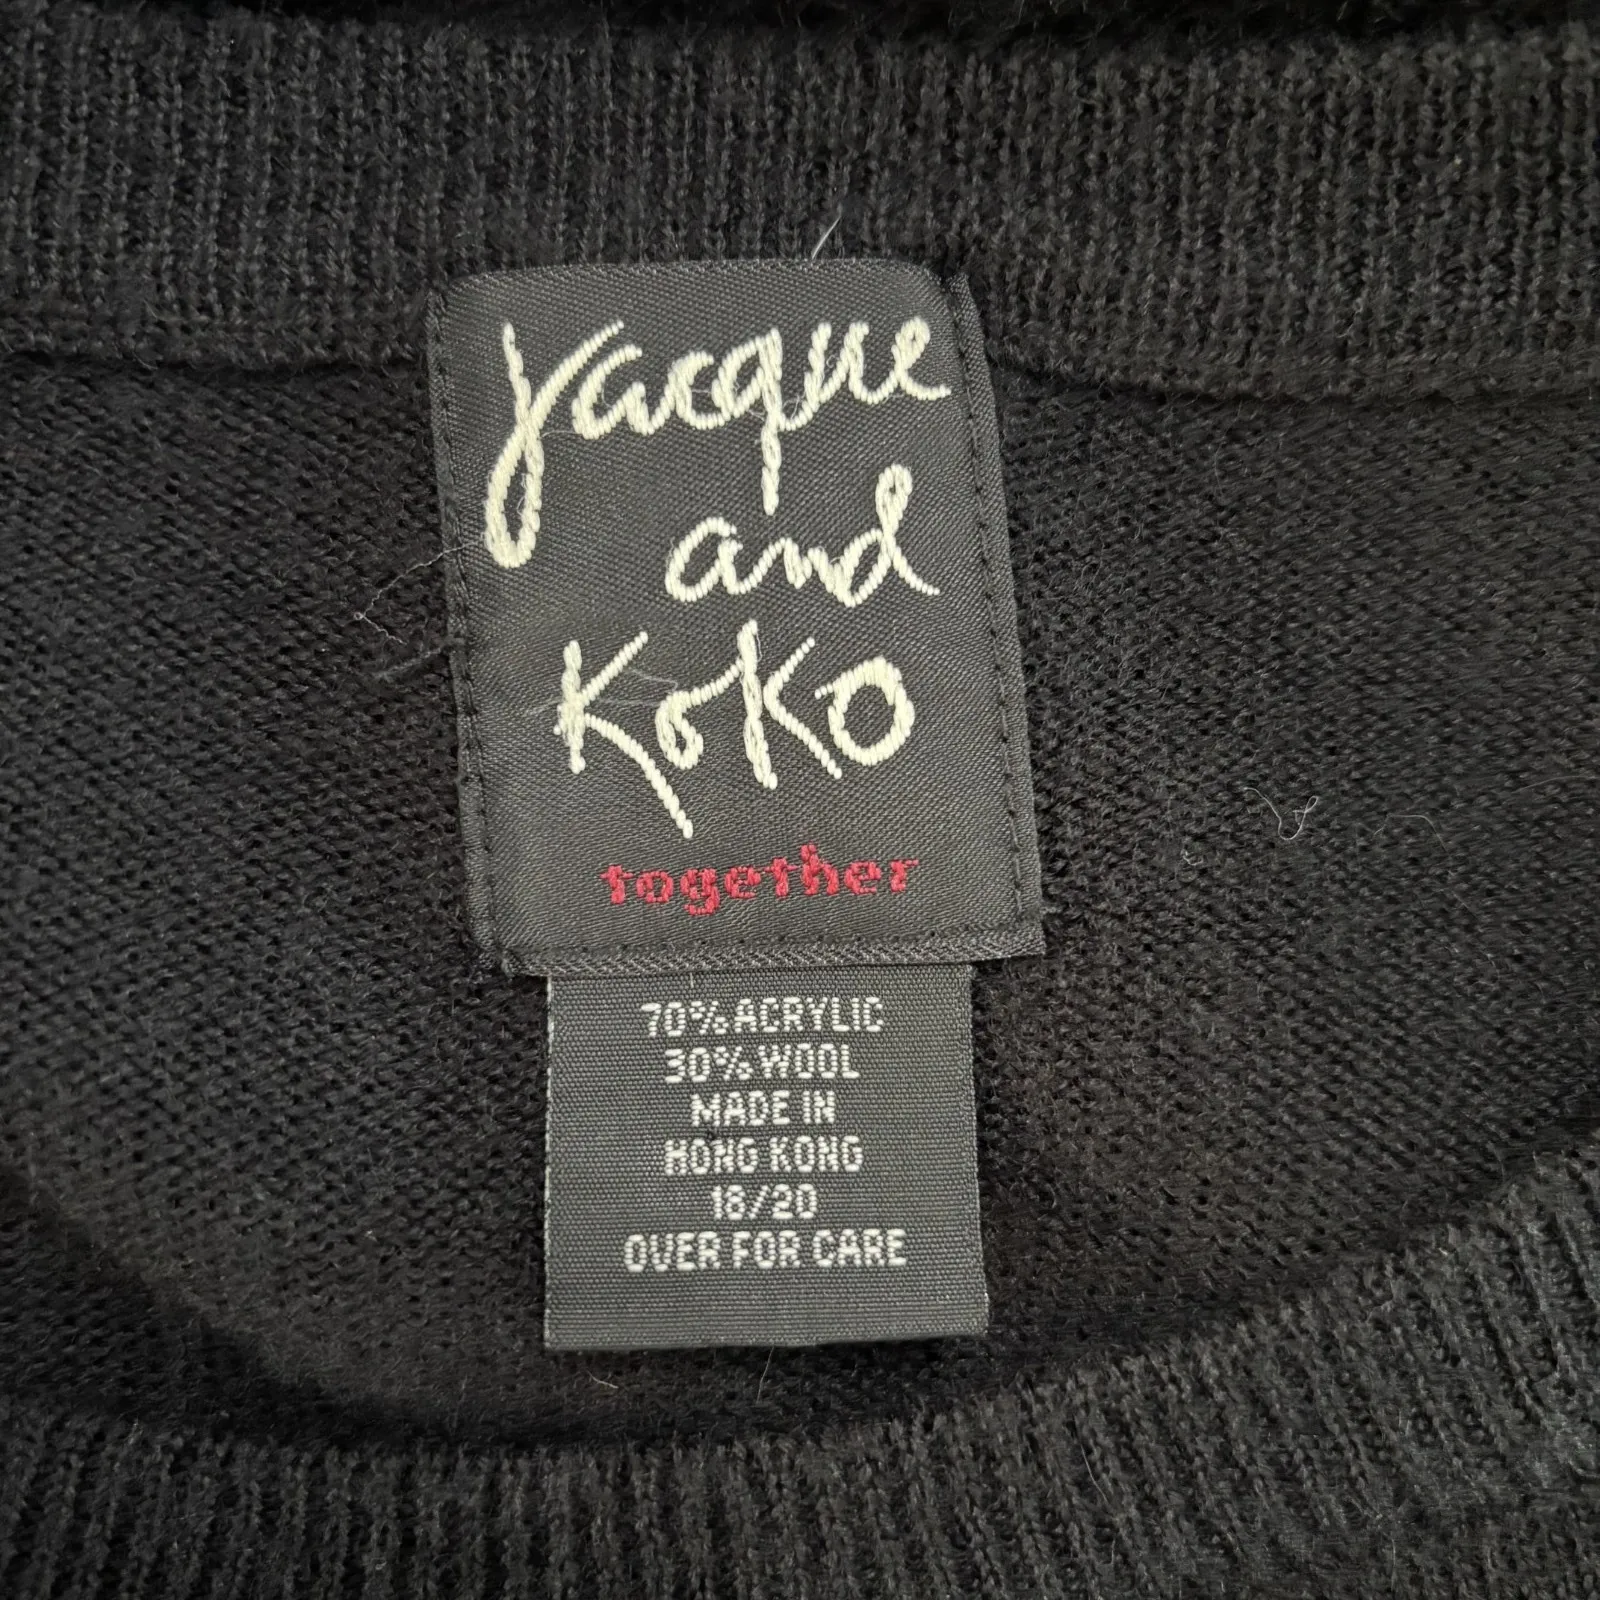 Jacque
and
KoKo
together
70% ACRYLIC
30% WOOL
MADE IN
HONG KONG
18/20
OVER FOR CARE